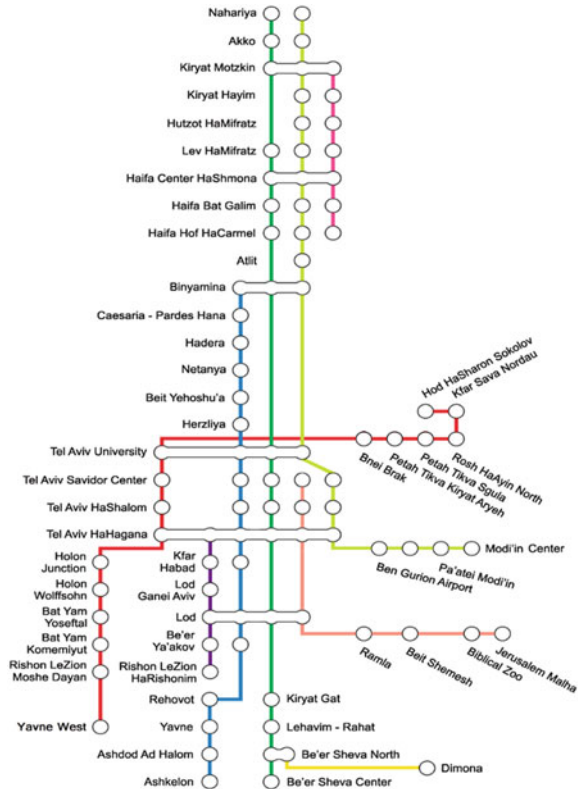 Nahariya
Akko
Kiryat Motzkin
Kiryat Hayim
Hutzot HaMifratz
Lev HaMifratz
Haifa Center HaShmona
Haifa Bat Galim
Haifa Hof HaCarmel
Atlit
Binyamina
Caesaria - Pardes Hana
Hadera
Netanya
Beit Yehoshu'a
Herzliya
Hod HaSharon Sokolov
Kfar Sava Nordau
Tel Aviv University
Bnei Brak
Petah Tikva Kiryat Aryeh
Petah Tikva Sgula
Rosh HaAyin North
Tel Aviv Savidor Center
Tel Aviv HaShalom
Tel Aviv HaHagana
Ben Gurion Airport
Pa'atei Modi'in
Modi'in Center
Holon
Junction
Holon
Wolffsohn
Bat Yam
Yoseftal
Bat Yam
Komemiyut
Rishon LeZion
Moshe Dayan
Yavne West
Kfar
Habad
Lod
Ganei Aviv
Lod
Be'er
Ya'akov
Rishon LeZion
HaRishonim
Ramla
Beit Shemesh
Biblical Zoo
Jerusalem Malha
Rehovot
Yavne
Ashdod Ad Halom
Ashkelon
Kiryat Gat
Lehavim - Rahat
Be'er Sheva North
Be'er Sheva Center
Dimona